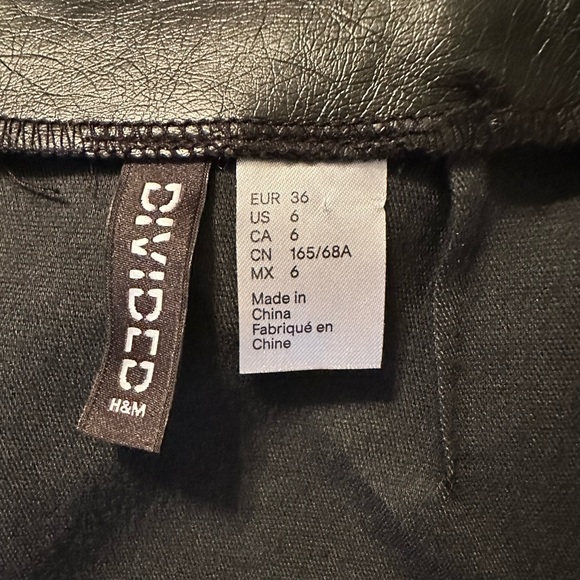 DIVIDED
H&M
EUR 36
US 6
CA 6
CN 165/68A
MX 6
Made in
China
Fabriqué en
Chine